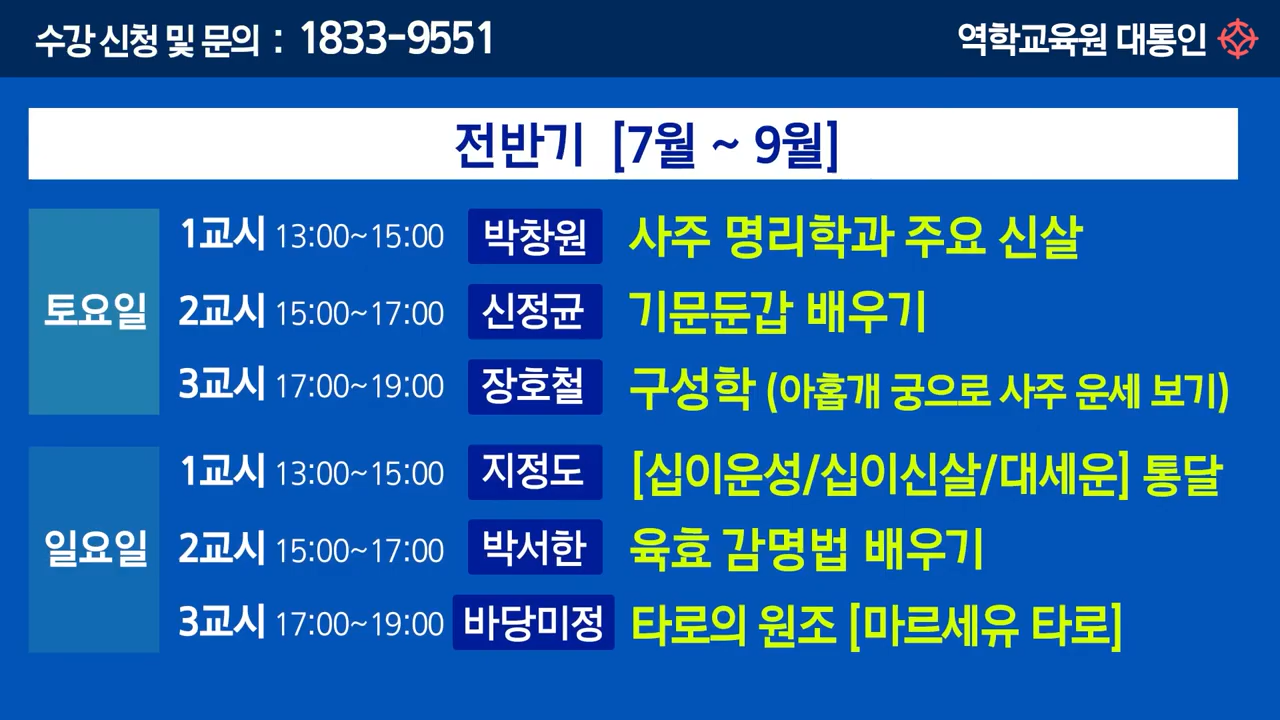 수강 신청 및 문의 : 1833-9551
역학교육원 대통인
전반기 [7월 ~ 9월]
토요일
1교시 13:00~15:00 박창원 사주 명리학과 주요 신살
2교시 15:00~17:00 신정균 기문둔갑 배우기
3교시 17:00~19:00 장호철 구성학 (아홉개 궁으로 사주 운세 보기)
일요일
1교시 13:00~15:00 지정도 [십이운성/십이신살/대세운] 통달
2교시 15:00~17:00 박서한 육효 감명법 배우기
3교시 17:00~19:00 바당미정 타로의 원조 [마르세유 타로]